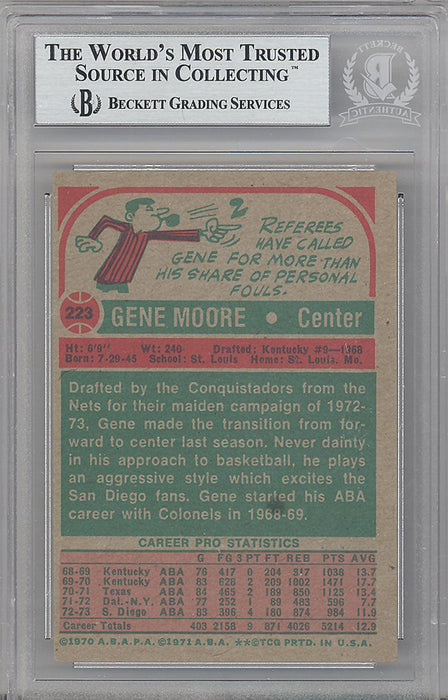 THE WORLD'S MOST TRUSTED
SOURCE IN COLLECTING™
B BECKETT GRADING SERVICES
BECKETT
B
AUTHENTIC
2
REFEREES
HAVE CALLED
GENE FOR MORE THAN
HIS SHARE OF PERSONAL
FOULS.
223 GENE MOORE • Center
Ht: 6'9" Wt: 240 Drafted: Kentucky #9—1968
Born: 7-29-45 School: St. Louis Home: St. Louis, Mo.
Drafted by the Conquistadors from the
Nets for their maiden campaign of 1972-
73, Gene made the transition from for-
ward to center last season. Never dainty
in his approach to basketball, he plays
an aggressive style which excites the
San Diego fans. Gene started his ABA
career with Colonels in 1968-69.
CAREER PRO STATISTICS
G FG 3PT FT REB PTS AVG
68-69 Kentucky ABA 76 417 0 204 1038 13.7
69-70 Kentucky ABA 83 628 2 209 1002 1471 17.7
70-71 Texas ABA 84 465 2 189 850 1125 13.4
71-72 Dal.-N.Y. ABA 77 252 1 89 483 596 7.7
72-73 S. Diego ABA 83 396 4 180 874 984 11.9
Career Totals 403 2158 9 871 4026 5214 12.9
©1970 A.B.A.P.A. ©1971 A.B.A. **©TCG PRTD. IN U.S.A.